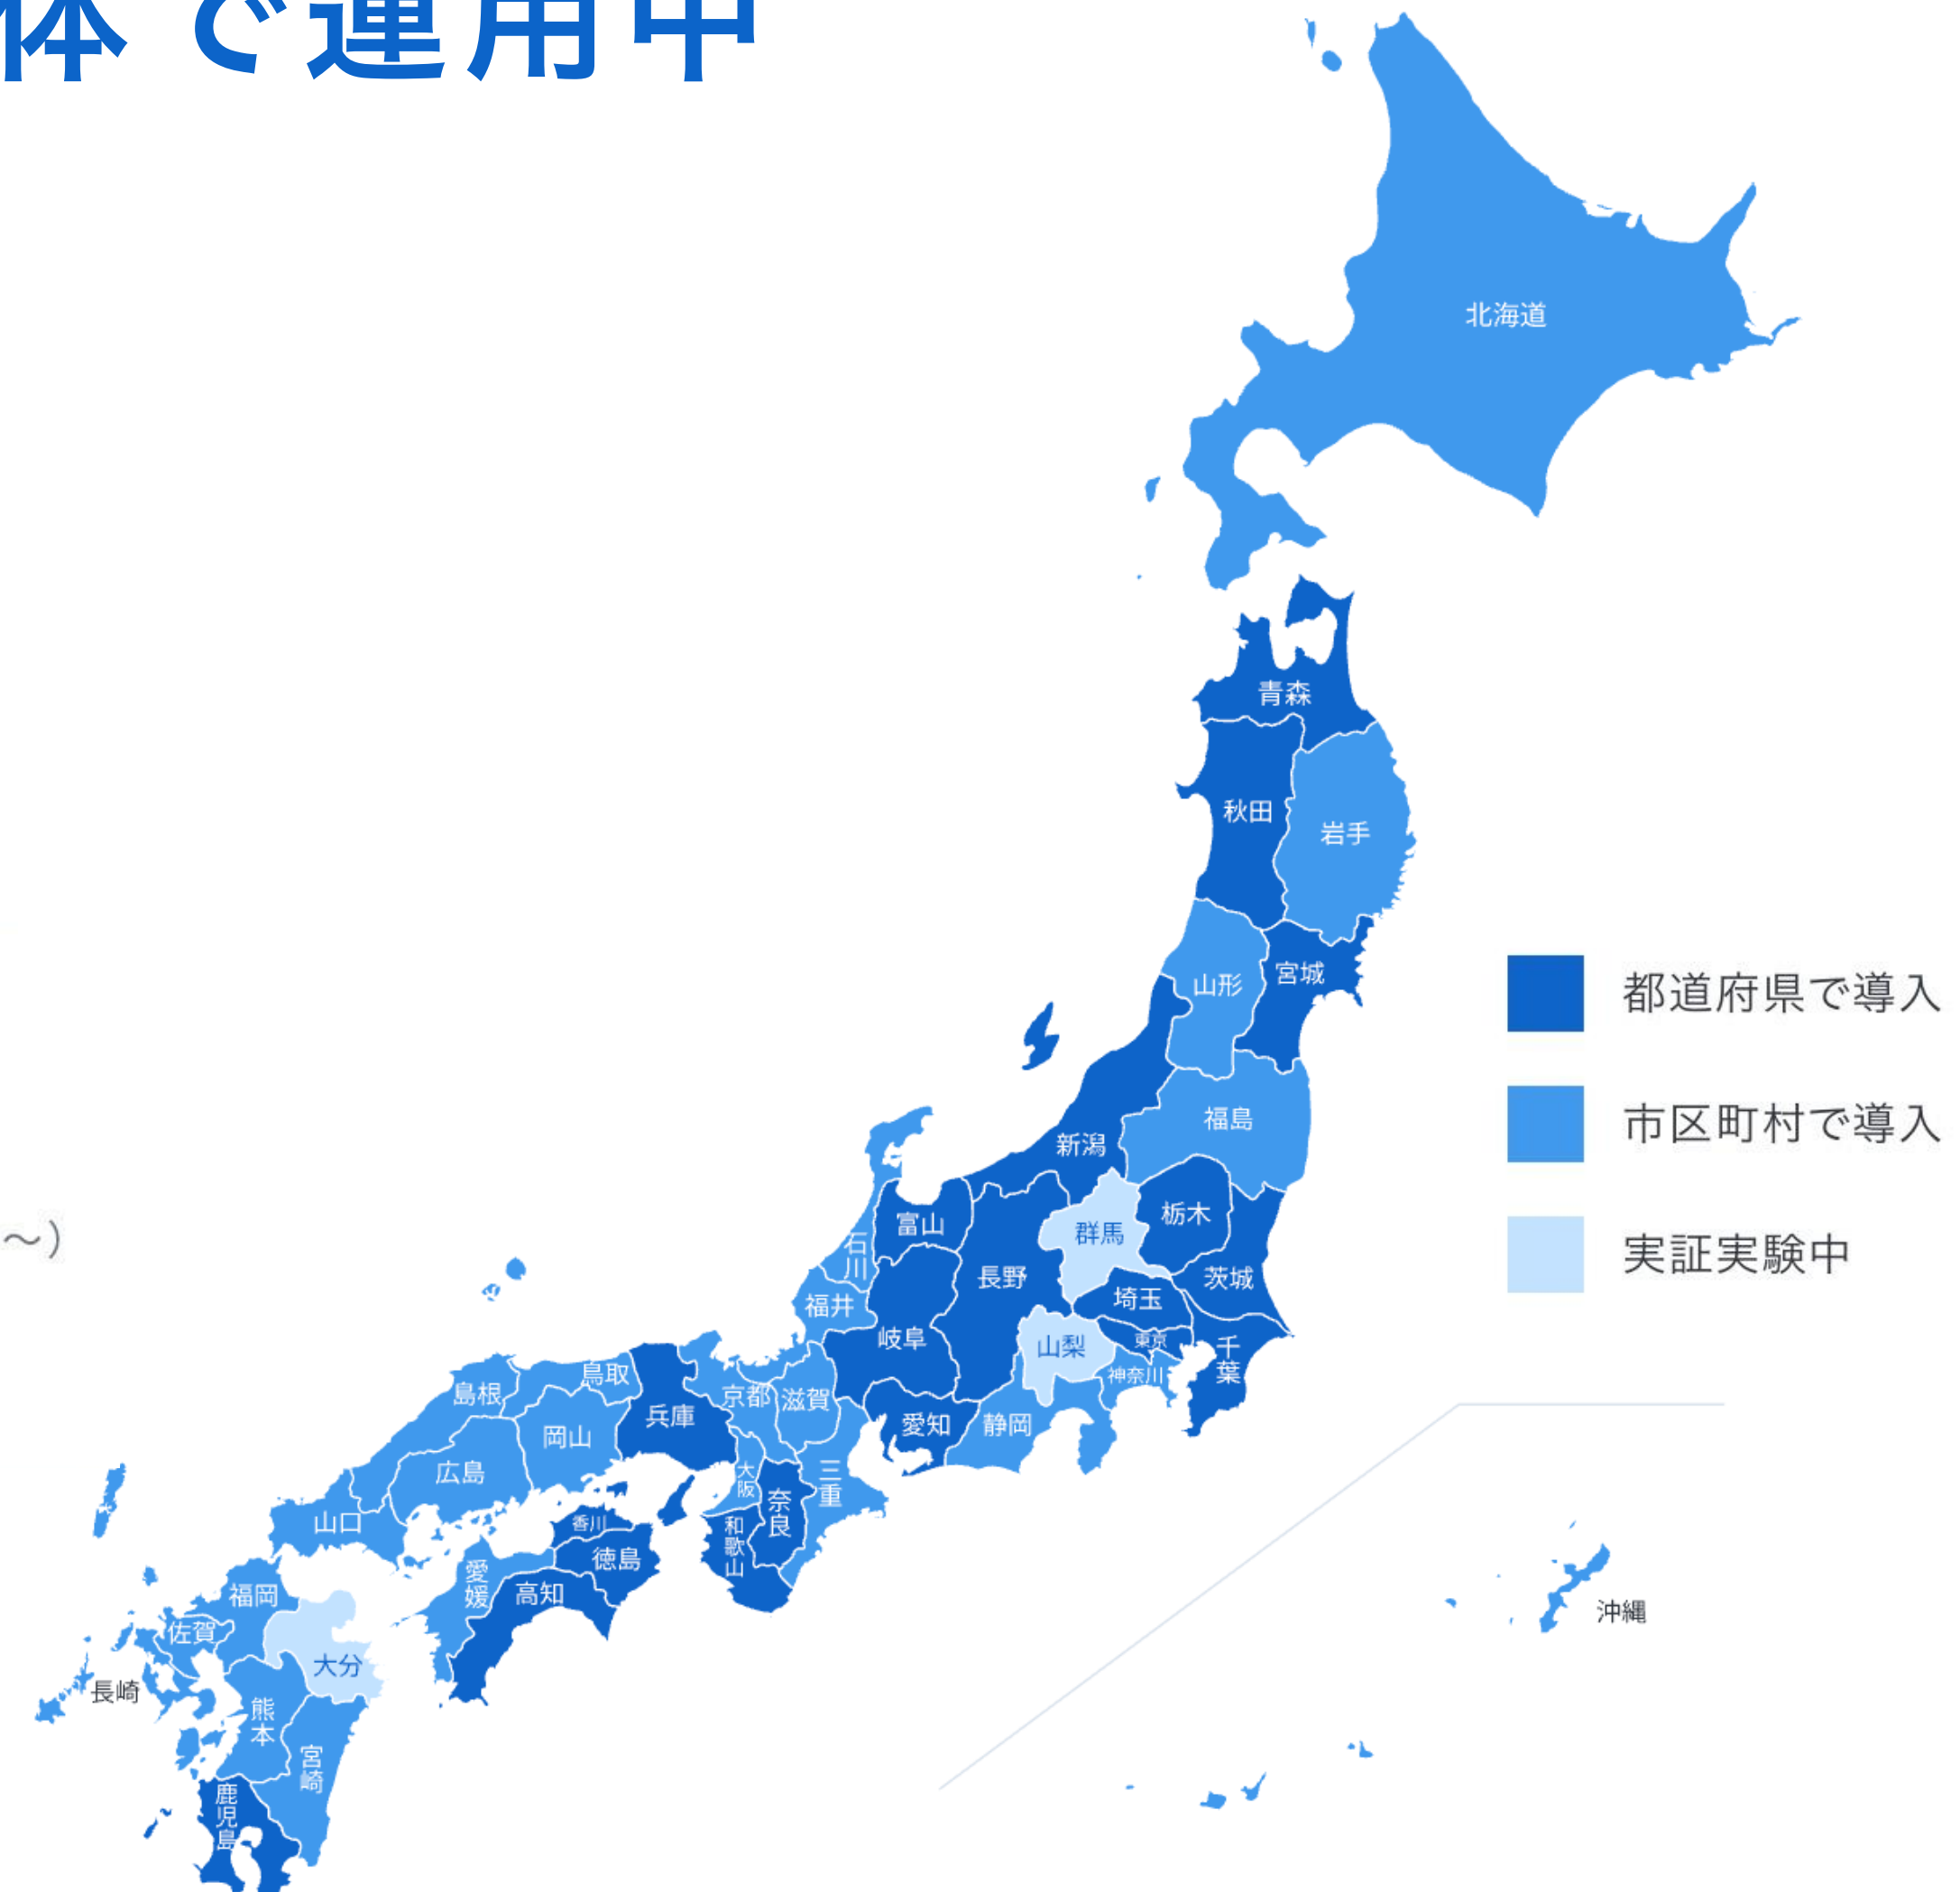 体で運用中
北海道
青森
秋田
岩手
山形
宮城
都道府県で導入
市区町村で導入
福島
新潟
栃木
群馬
富山
石川
〜)
実証実験中
長野
茨城
埼玉
福井
岐阜
山梨
東京
千葉
神奈川
鳥取
島根
京都
滋賀
兵庫
愛知
静岡
岡山
広島
大阪
三重
奈良
山口
香川
和歌山
徳島
愛媛
高知
福岡
佐賀
沖縄
大分
長崎
熊本
宮崎
鹿児島